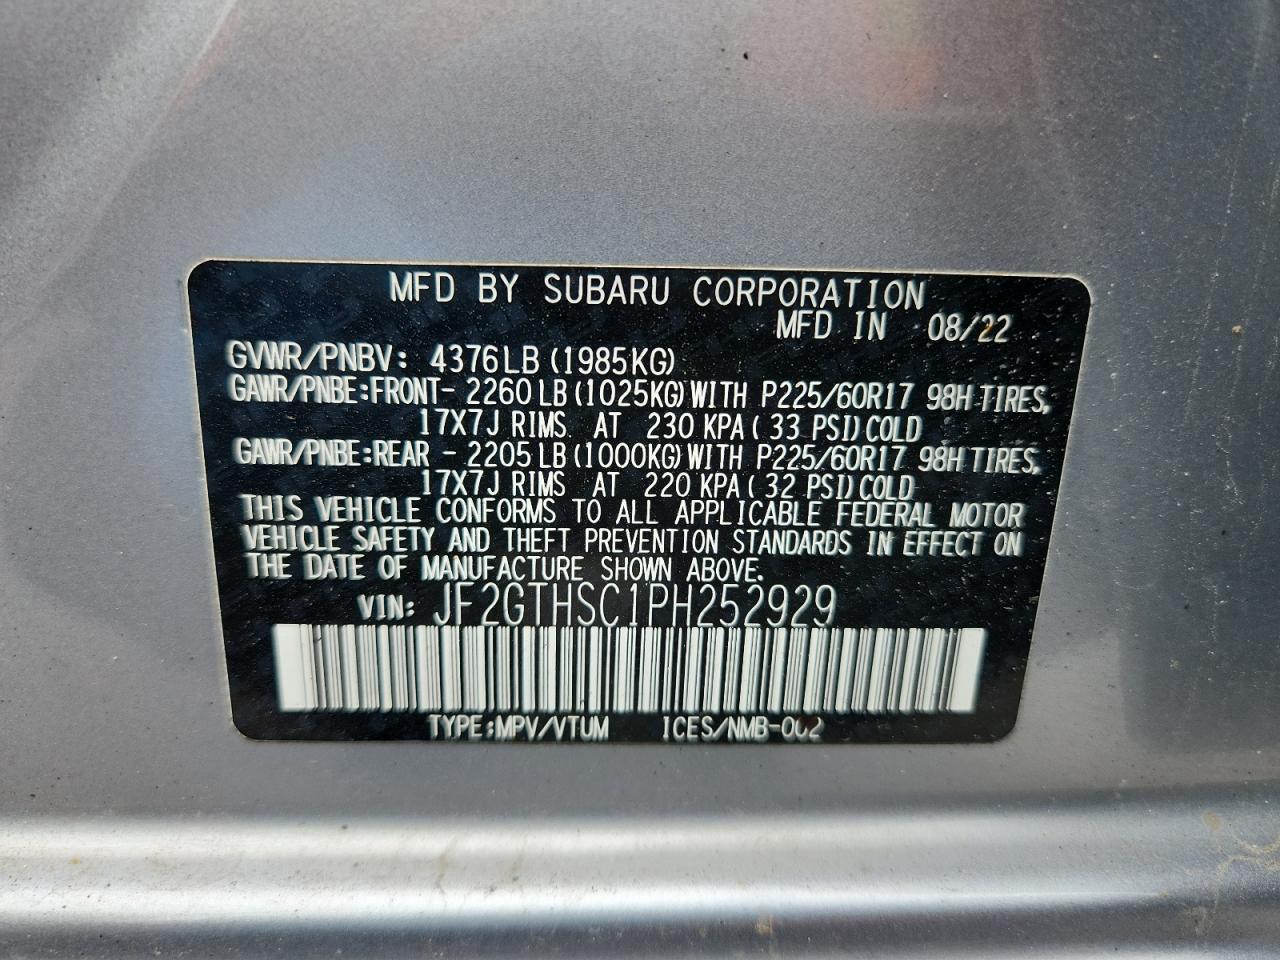 MFD BY SUBARU CORPORATION
MFD IN 08/22
GVWR/PNBV: 4376LB (1985KG)
GAWR/PNBE:FRONT- 2260 LB (1025KG) WITH P225/60R17 98H TIRES,
17X7J RIMS AT 230 KPA ( 33 PSI) COLD
GAWR/PNBE:REAR - 2205 LB (1000KG) WITH P225/60R17 98H TIRES,
17X7J RIMS AT 220 KPA ( 32 PSI) COLD
THIS VEHICLE CONFORMS TO ALL APPLICABLE FEDERAL MOTOR
VEHICLE SAFETY AND THEFT PREVENTION STANDARDS IN EFFECT ON
THE DATE OF MANUFACTURE SHOWN ABOVE.
VIN: JF2GTHSC1PH252929
TYPE:MPV/VTUM ICES/NMB-002